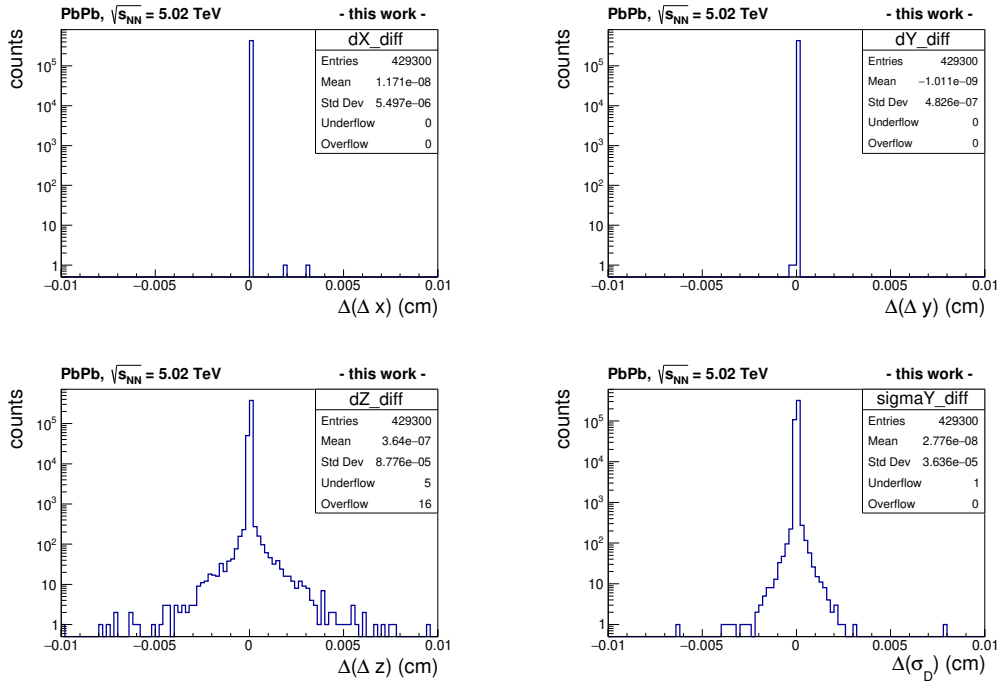 PbPb, √s_NN = 5.02 TeV - this work -
counts
dX_diff
Entries 429300
Mean 1.171e−08
Std Dev 5.497e−06
Underflow 0
Overflow 0
10^5
10^4
10^3
10^2
10
1
−0.01 −0.005 0 0.005 0.01
Δ(Δ x) (cm)
PbPb, √s_NN = 5.02 TeV - this work -
counts
dY_diff
Entries 429300
Mean −1.011e−09
Std Dev 4.826e−07
Underflow 0
Overflow 0
10^5
10^4
10^3
10^2
10
1
−0.01 −0.005 0 0.005 0.01
Δ(Δ y) (cm)
PbPb, √s_NN = 5.02 TeV - this work -
counts
dZ_diff
Entries 429300
Mean 3.64e−07
Std Dev 8.776e−05
Underflow 5
Overflow 16
10^5
10^4
10^3
10^2
10
1
−0.01 −0.005 0 0.005 0.01
Δ(Δ z) (cm)
PbPb, √s_NN = 5.02 TeV - this work -
counts
sigmaY_diff
Entries 429300
Mean 2.776e−08
Std Dev 3.636e−05
Underflow 1
Overflow 0
10^5
10^4
10^3
10^2
10
1
−0.01 −0.005 0 0.005 0.01
Δ(σ_D) (cm)